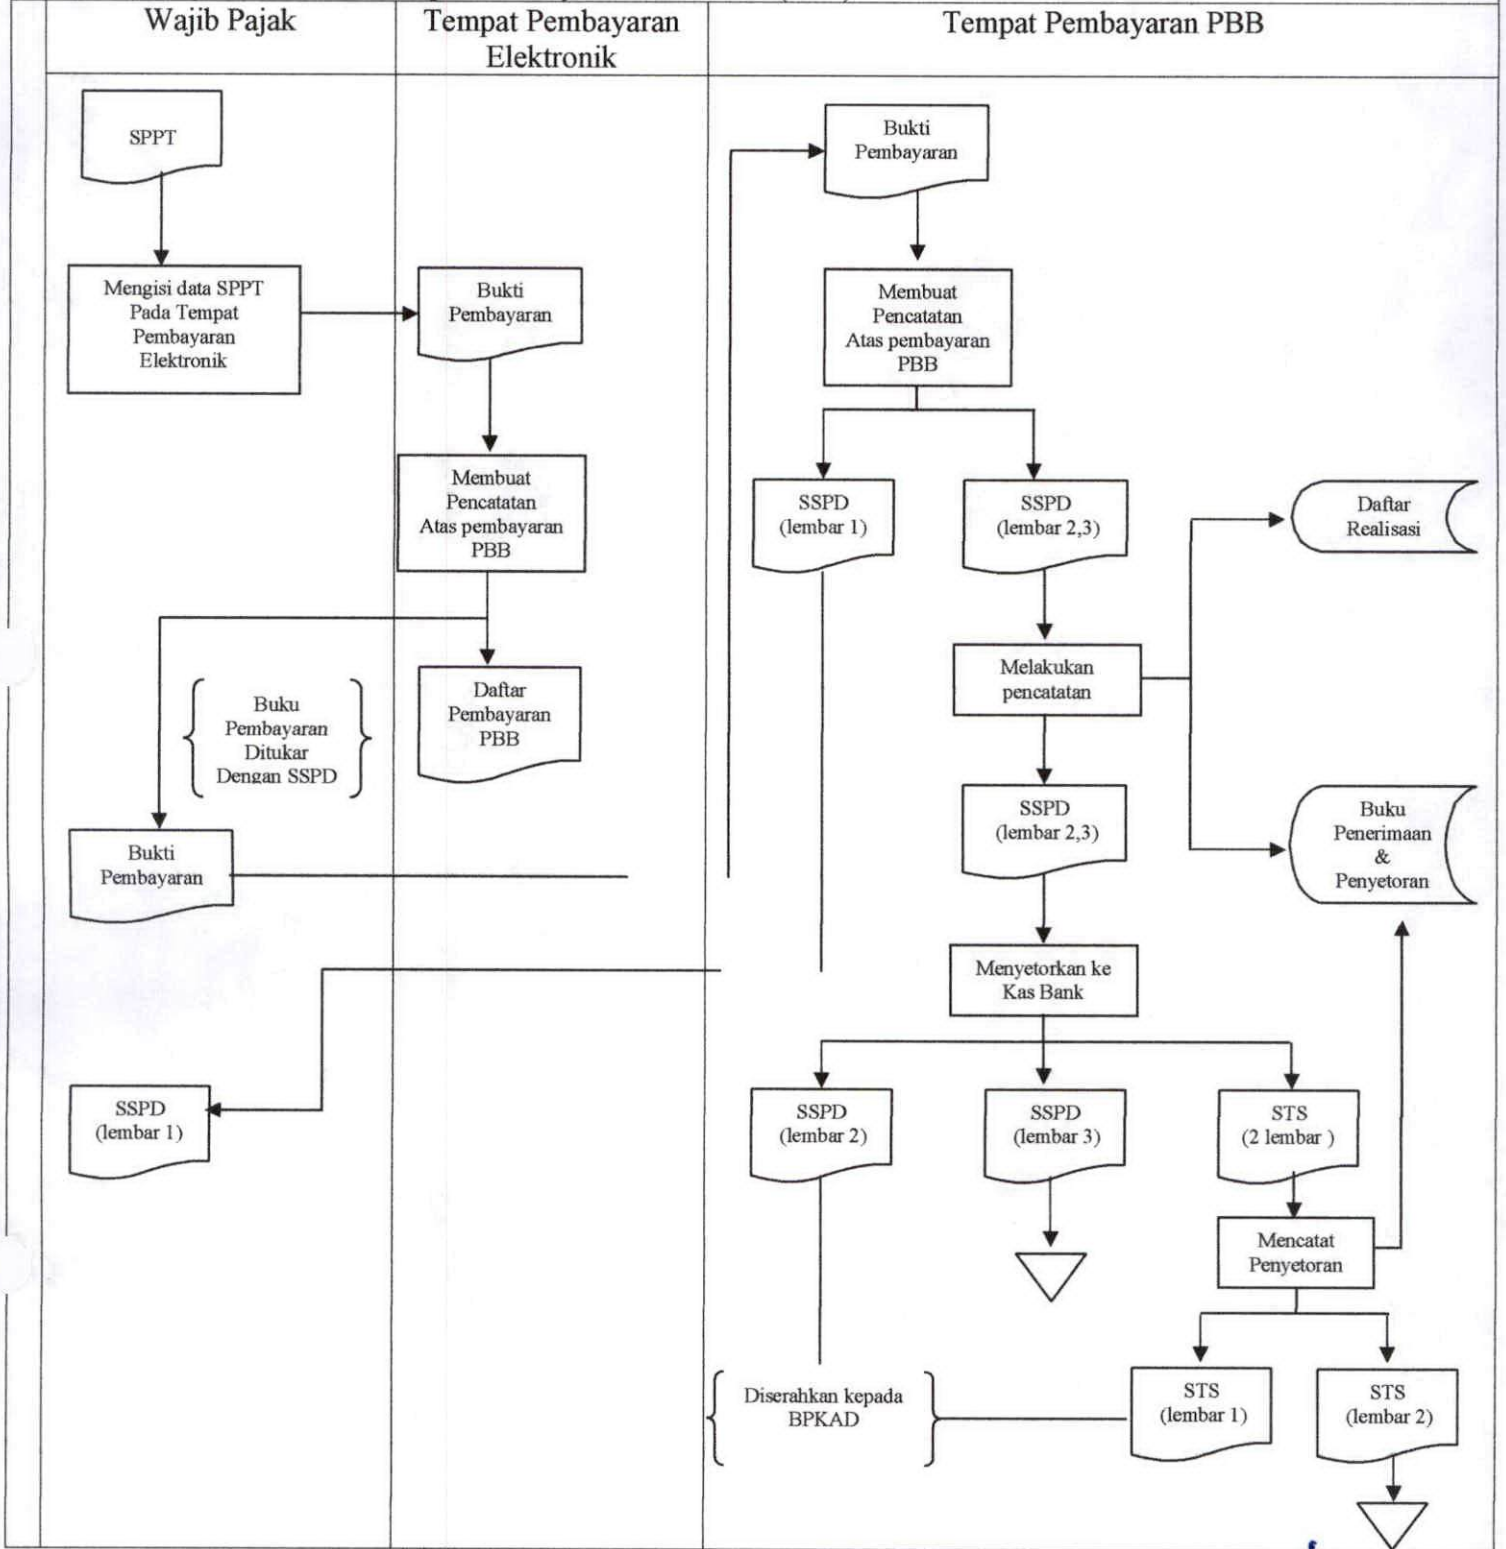 Wajib Pajak
Tempat Pembayaran
Elektronik
Tempat Pembayaran PBB
SPPT
Mengisi data SPPT
Pada Tempat
Pembayaran
Elektronik
Bukti
Pembayaran
Membuat
Pencatatan
Atas pembayaran
PBB
Daftar
Pembayaran
PBB
Buku
Pembayaran
Ditukar
Dengan SSPD
Bukti
Pembayaran
SSPD
(lembar 1)
Bukti
Pembayaran
Membuat
Pencatatan
Atas pembayaran
PBB
SSPD
(lembar 1)
SSPD
(lembar 2,3)
Daftar
Realisasi
Melakukan
pencatatan
SSPD
(lembar 2,3)
Buku
Penerimaan
&
Penyetoran
Menyetorkan ke
Kas Bank
SSPD
(lembar 2)
SSPD
(lembar 3)
STS
(2 lembar )
Mencatat
Penyetoran
Diserahkan kepada
BPKAD
STS
(lembar 1)
STS
(lembar 2)